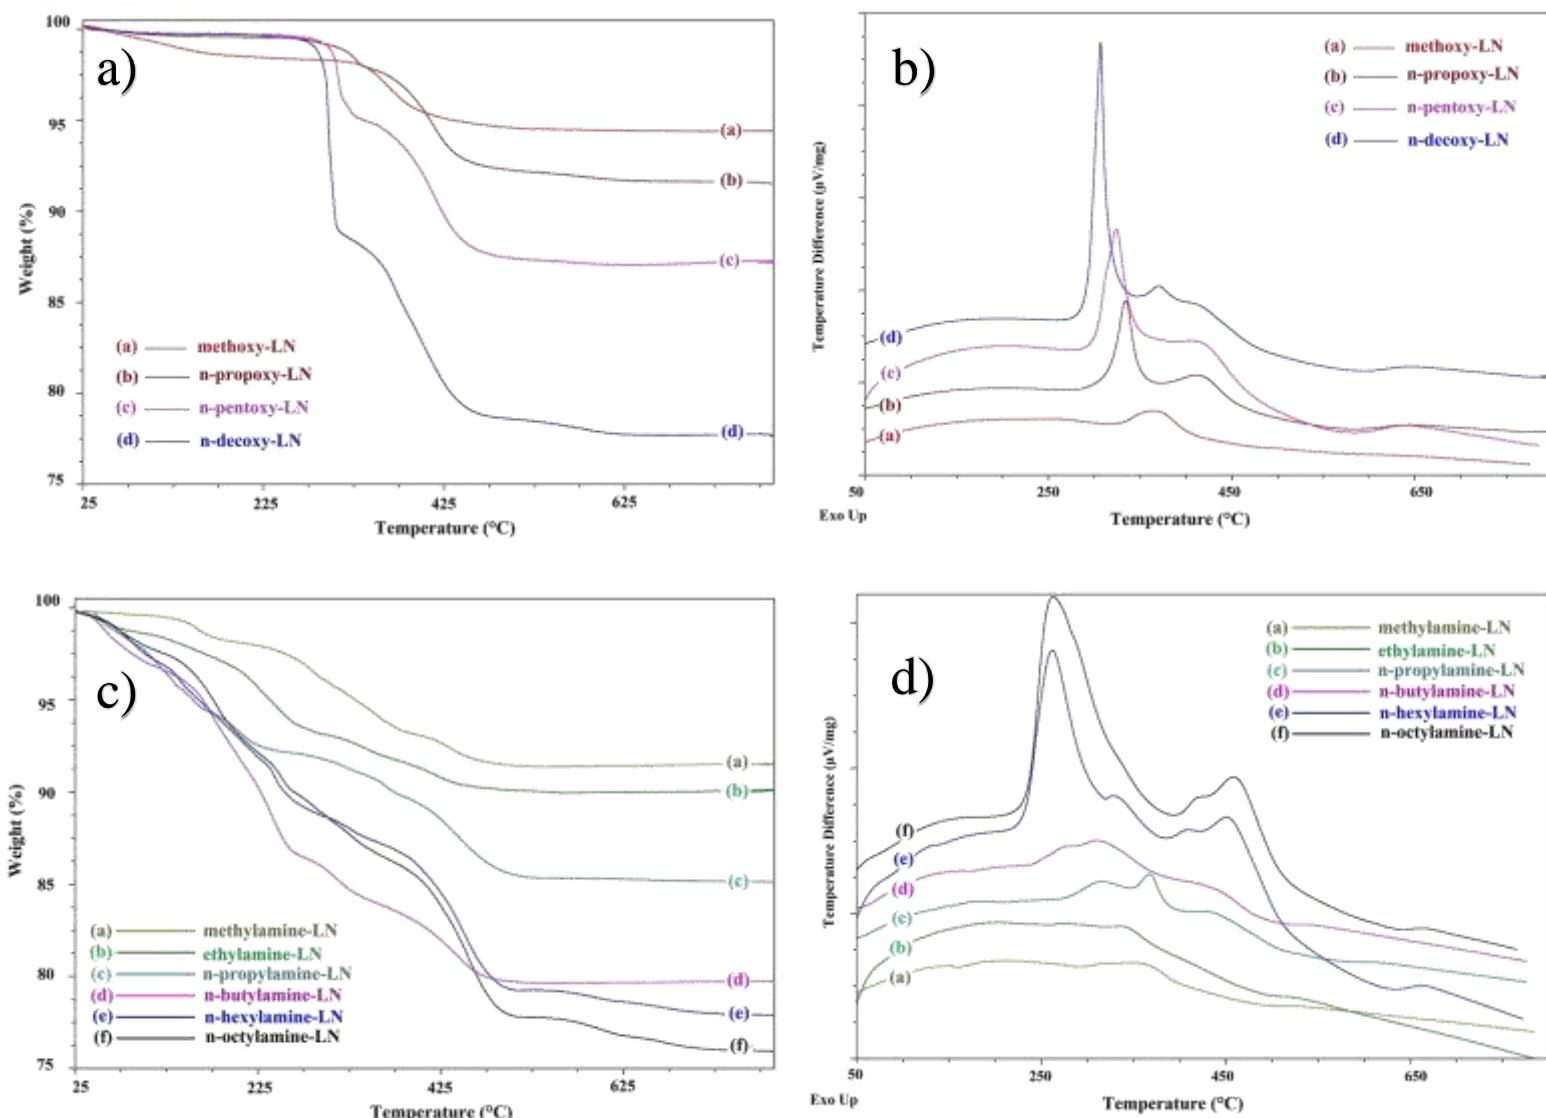 a)
100
95
90
85
80
75
Weight (%)
25
225
425
625
Temperature (°C)
(a)
(b)
(c)
(d)
(a) methoxy-LN
(b) n-propoxy-LN
(c) n-pentoxy-LN
(d) n-decoxy-LN
b)
Temperature Difference (µV/mg)
(a) methoxy-LN
(b) n-propoxy-LN
(c) n-pentoxy-LN
(d) n-decoxy-LN
(d)
(c)
(b)
(a)
50
250
450
650
Exo Up
Temperature (°C)
c)
100
95
90
85
80
75
Weight (%)
(a)
(b)
(c)
(d)
(e)
(f)
(a) methylamine-LN
(b) ethylamine-LN
(c) n-propylamine-LN
(d) n-butylamine-LN
(e) n-hexylamine-LN
(f) n-octylamine-LN
25
225
425
625
Temperature (°C)
d)
Temperature Difference (µV/mg)
(a) methylamine-LN
(b) ethylamine-LN
(c) n-propylamine-LN
(d) n-butylamine-LN
(e) n-hexylamine-LN
(f) n-octylamine-LN
(f)
(e)
(d)
(c)
(b)
(a)
50
250
450
650
Exo Up
Temperature (°C)